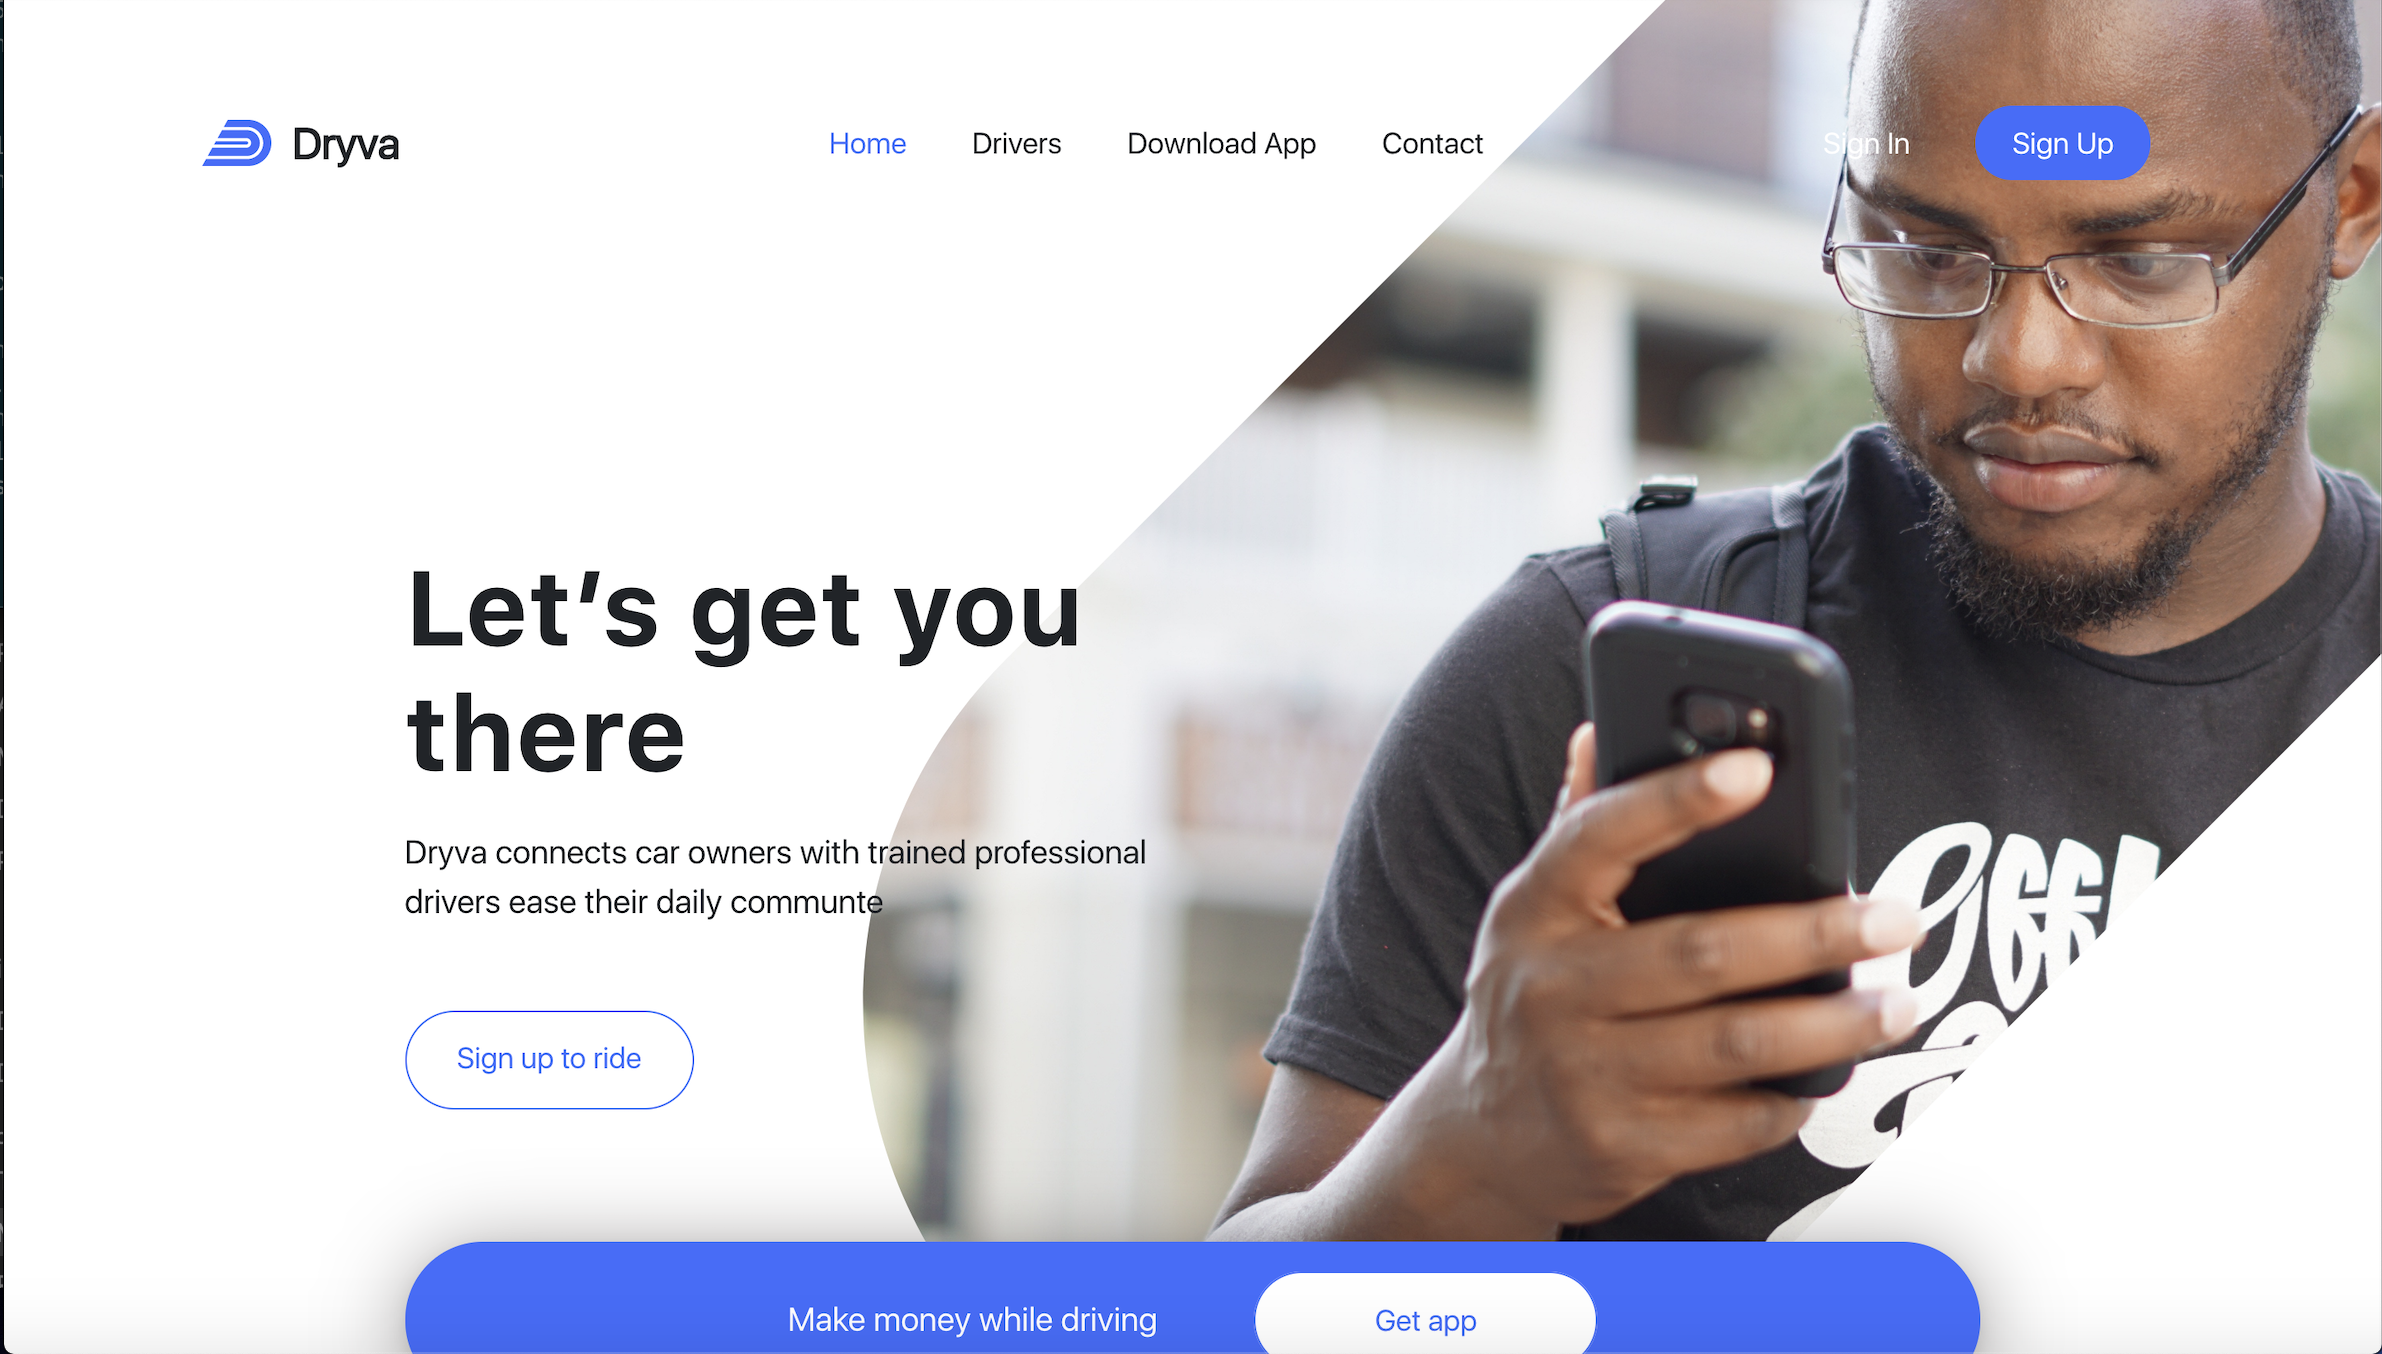 Dryva
Home Drivers Download App Contact Sign In Sign Up
Let's get you
there
Dryva connects car owners with trained professional
drivers ease their daily communte
Sign up to ride
Make money while driving Get app